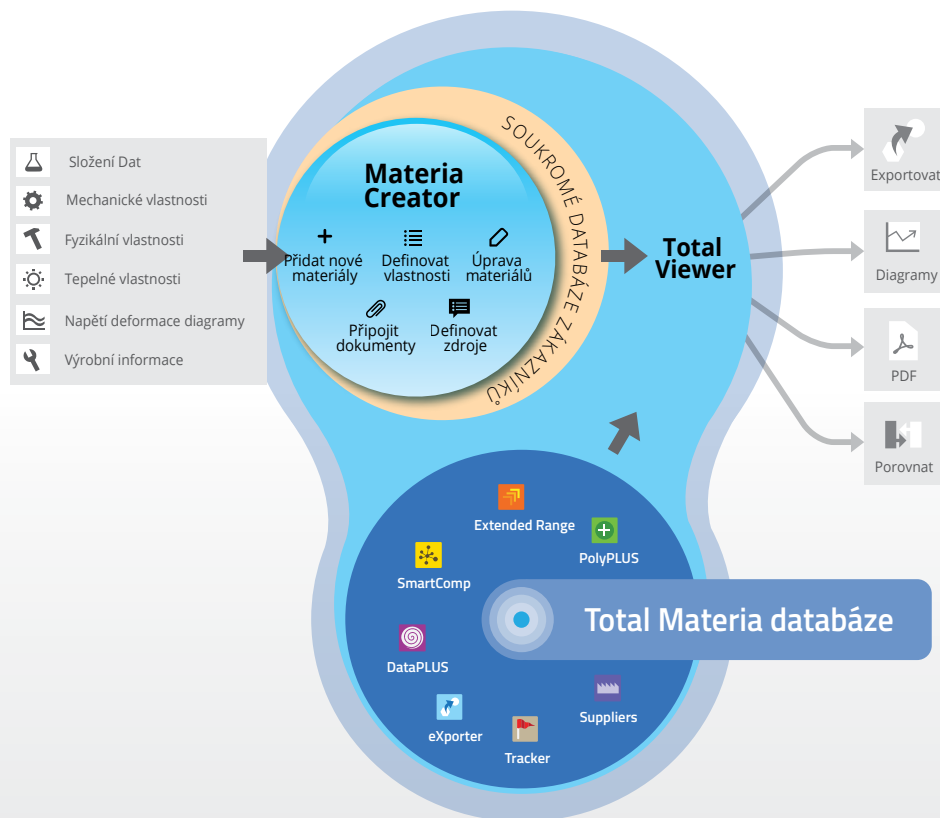 Složení Dat
Mechanické vlastnosti
Fyzikální vlastnosti
Tepelné vlastnosti
Napětí deformace diagramy
Výrobní informace
Materia
Creator
Přidat nové
materiály
Definovat
vlastnosti
Úprava
materiálů
Připojit
dokumenty
Definovat
zdroje
SOUKROMÉ DATABÁZE ZÁKAZNÍKŮ
Total
Viewer
Exportovat
Diagramy
PDF
Porovnat
Extended Range
PolyPLUS
SmartComp
Total Materia databáze
DataPLUS
Suppliers
eXporter
Tracker